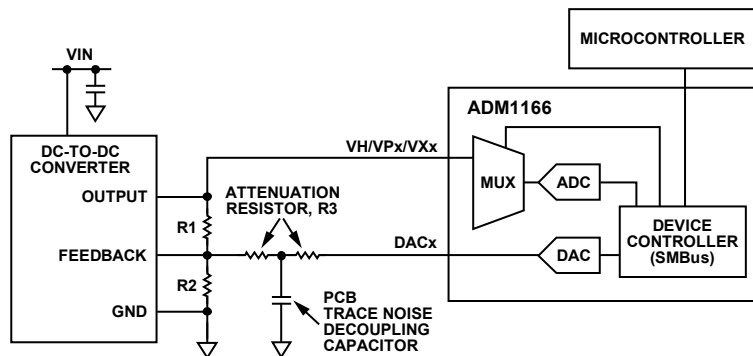 MICROCONTROLLER
VIN
ADM1166
DC-TO-DC
CONVERTER
VH/VPx/VXx
MUX
ADC
OUTPUT
ATTENUATION
RESISTOR, R3
R1
DEVICE
CONTROLLER
(SMBus)
FEEDBACK
DACx
DAC
R2
PCB
TRACE NOISE
DECOUPLING
CAPACITOR
GND